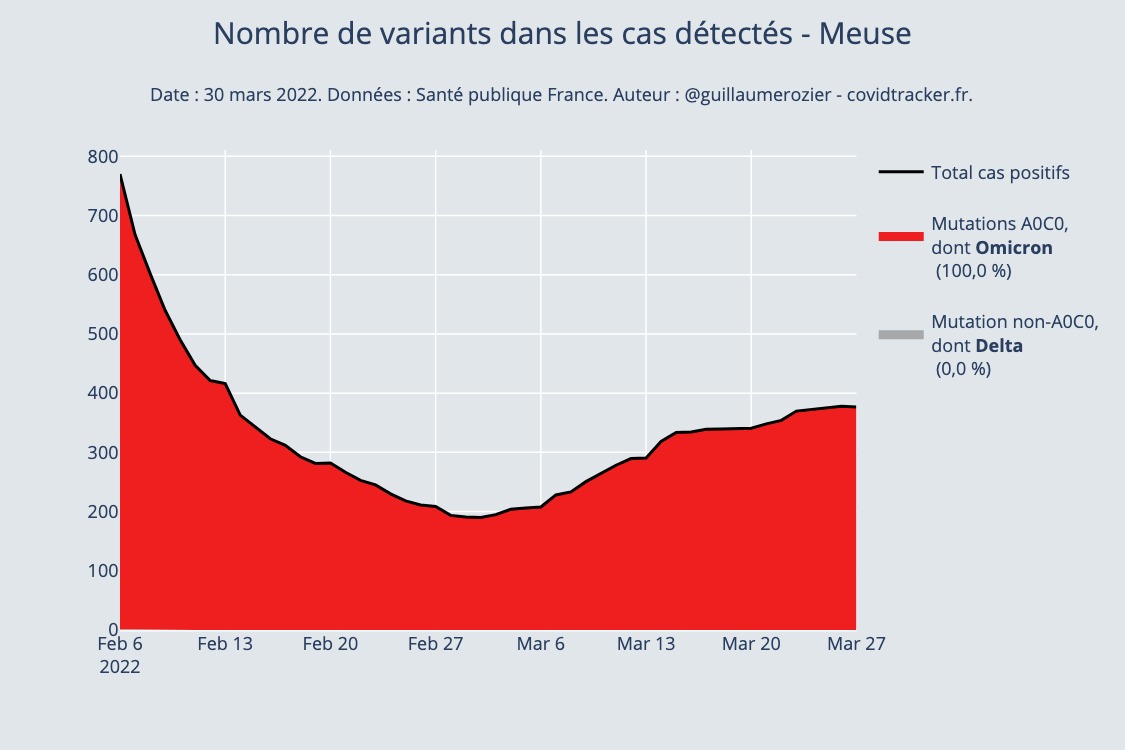 Nombre de variants dans les cas détectés - Meuse
Date : 30 mars 2022. Données : Santé publique France. Auteur : @guillaumerozier - covidtracker.fr.
800
700
600
500
400
300
200
100
0
Feb 6
2022
Feb 13
Feb 20
Feb 27
Mar 6
Mar 13
Mar 20
Mar 27
Total cas positifs
Mutations A0C0,
dont Omicron
(100,0 %)
Mutation non-A0C0,
dont Delta
(0,0 %)